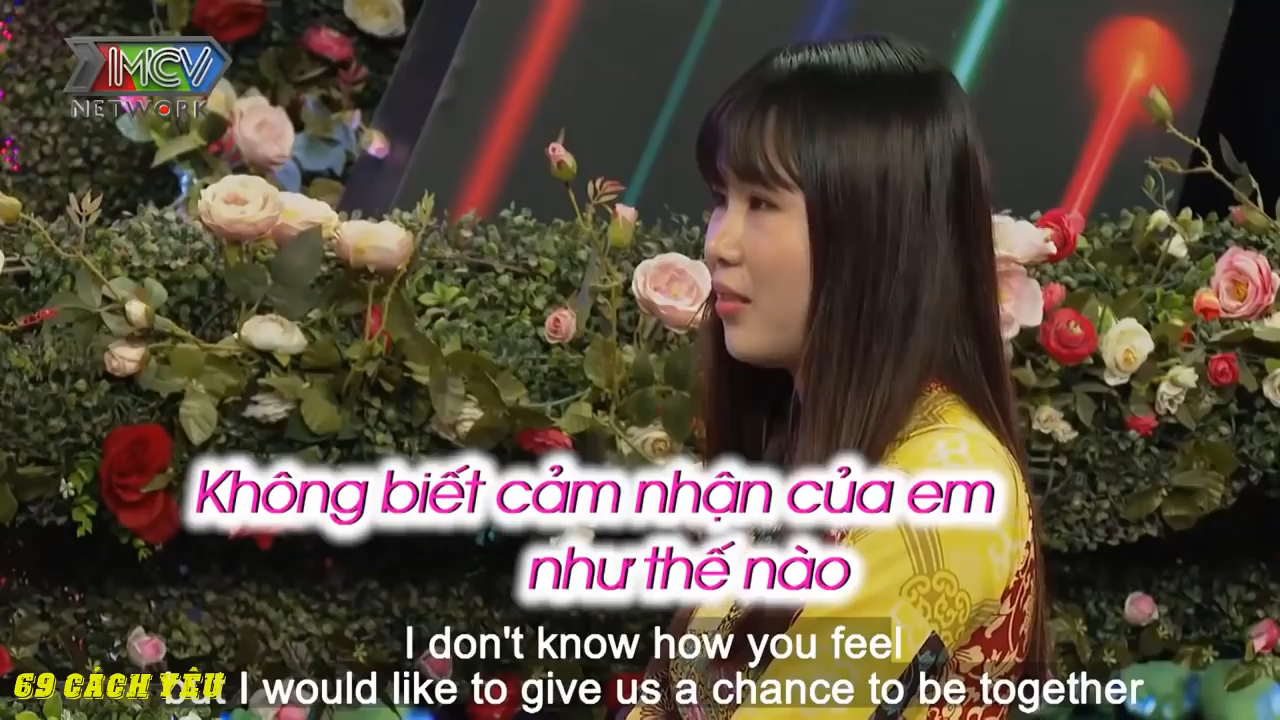 MCV
NETWORK
Không biết cảm nhận của em
như thế nào
I don't know how you feel
but I would like to give us a chance to be together
69 CÁCH YÊU